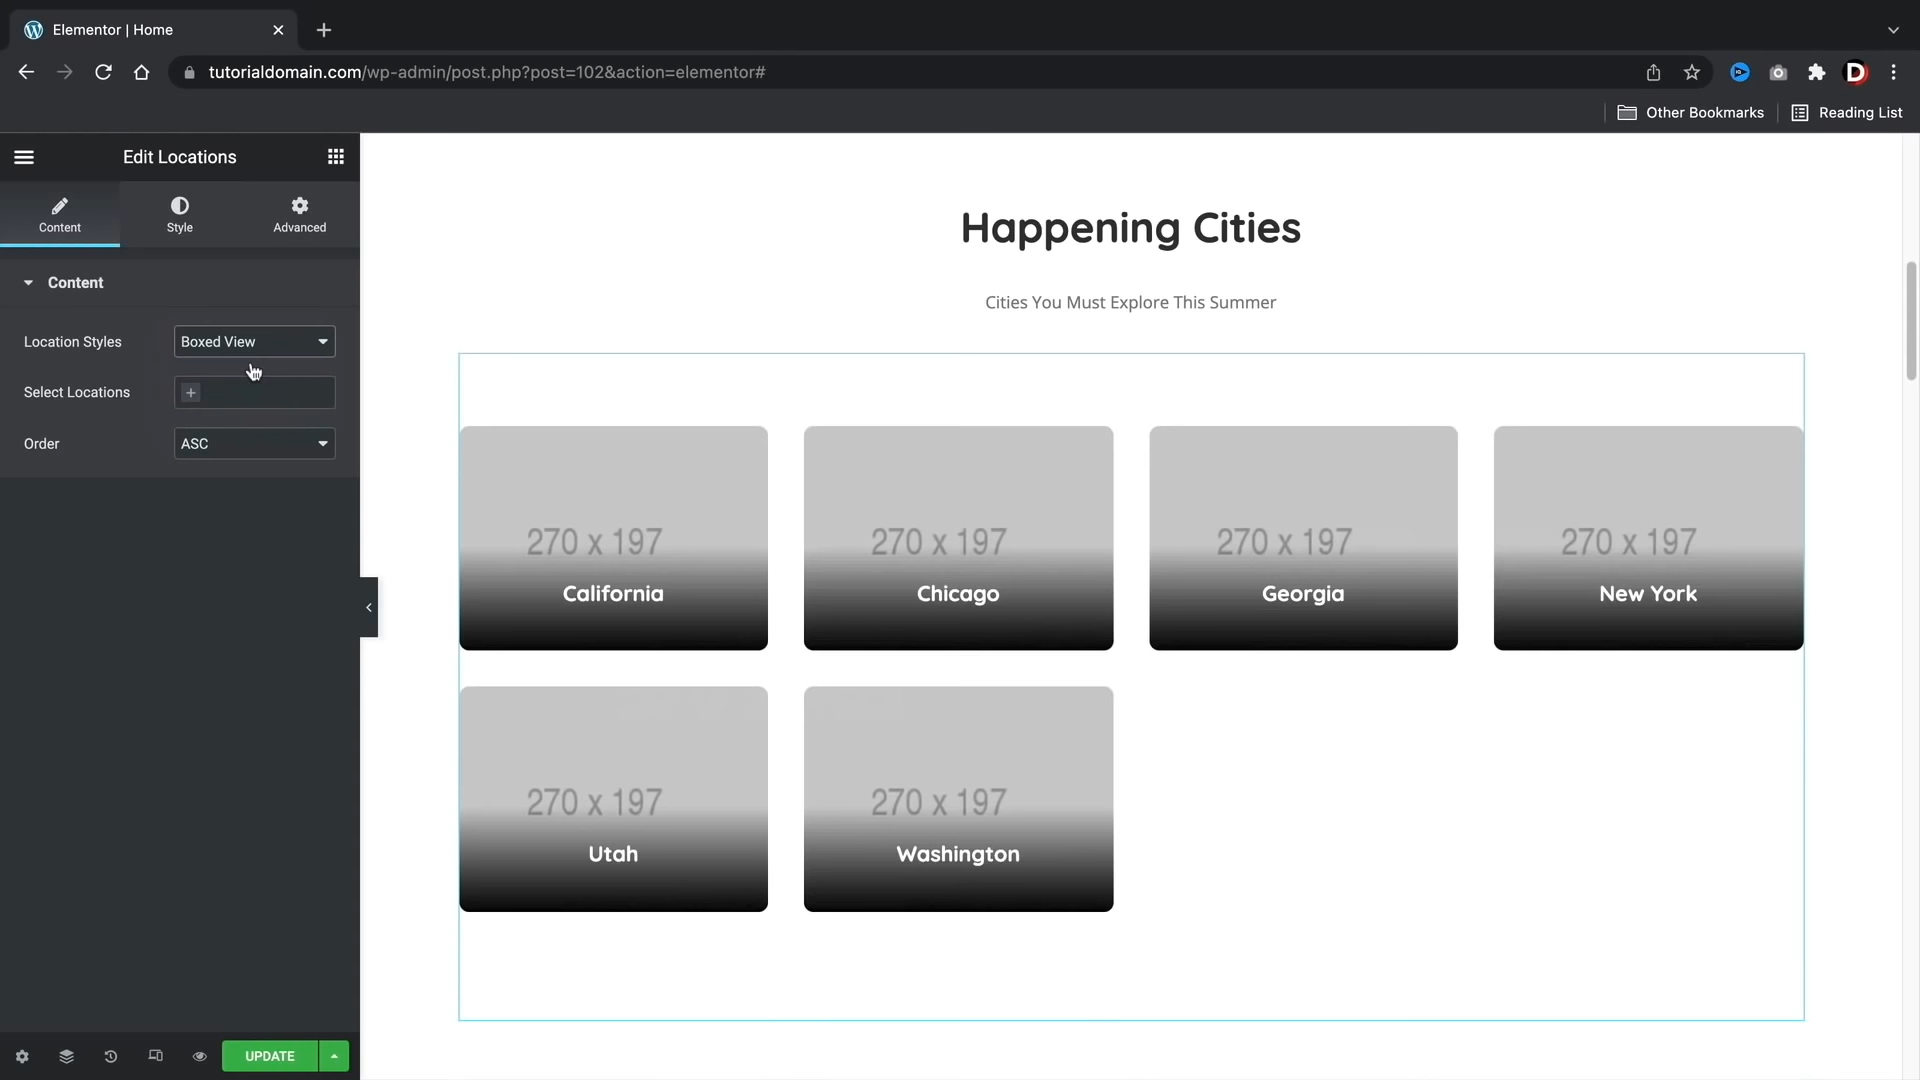 Elementor | Home
tutorialdomain.com/wp-admin/post.php?post=102&action=elementor#
Other Bookmarks
Reading List
Edit Locations
Content
Style
Advanced
Content
Location Styles
Boxed View
Select Locations
+
Order
ASC
UPDATE
Happening Cities
Cities You Must Explore This Summer
270 x 197
270 x 197
270 x 197
270 x 197
California
Chicago
Georgia
New York
270 x 197
270 x 197
Utah
Washington